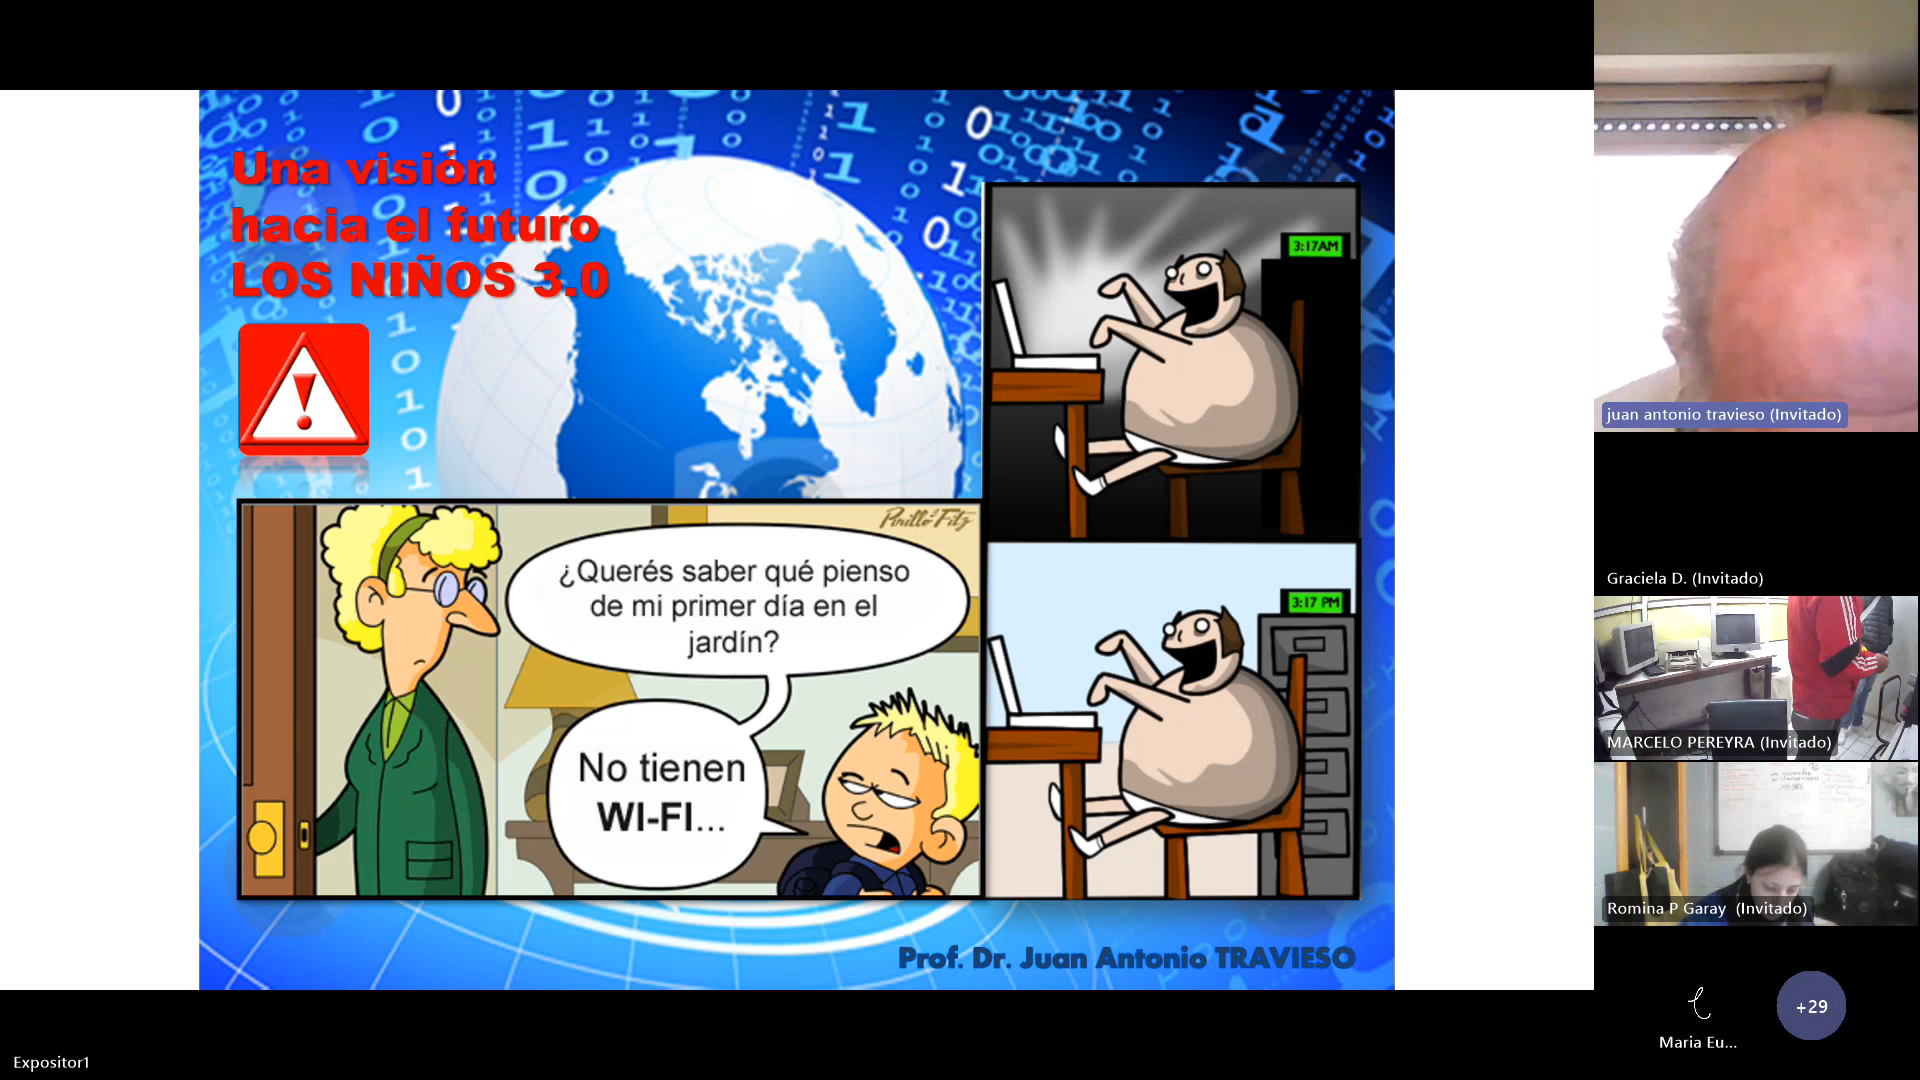 Una visión
hacia el futuro
LOS NIÑOS 3.0
3:17AM
Pirillo & Fitz
¿Querés saber qué pienso
de mi primer día en el
jardín?
No tienen
WI-FI...
3:17 PM
Prof. Dr. Juan Antonio TRAVIESO
Expositor1
juan antonio travieso (Invitado)
Graciela D. (Invitado)
MARCELO PEREYRA (Invitado)
Romina P Garay (Invitado)
Maria Eu...
+29